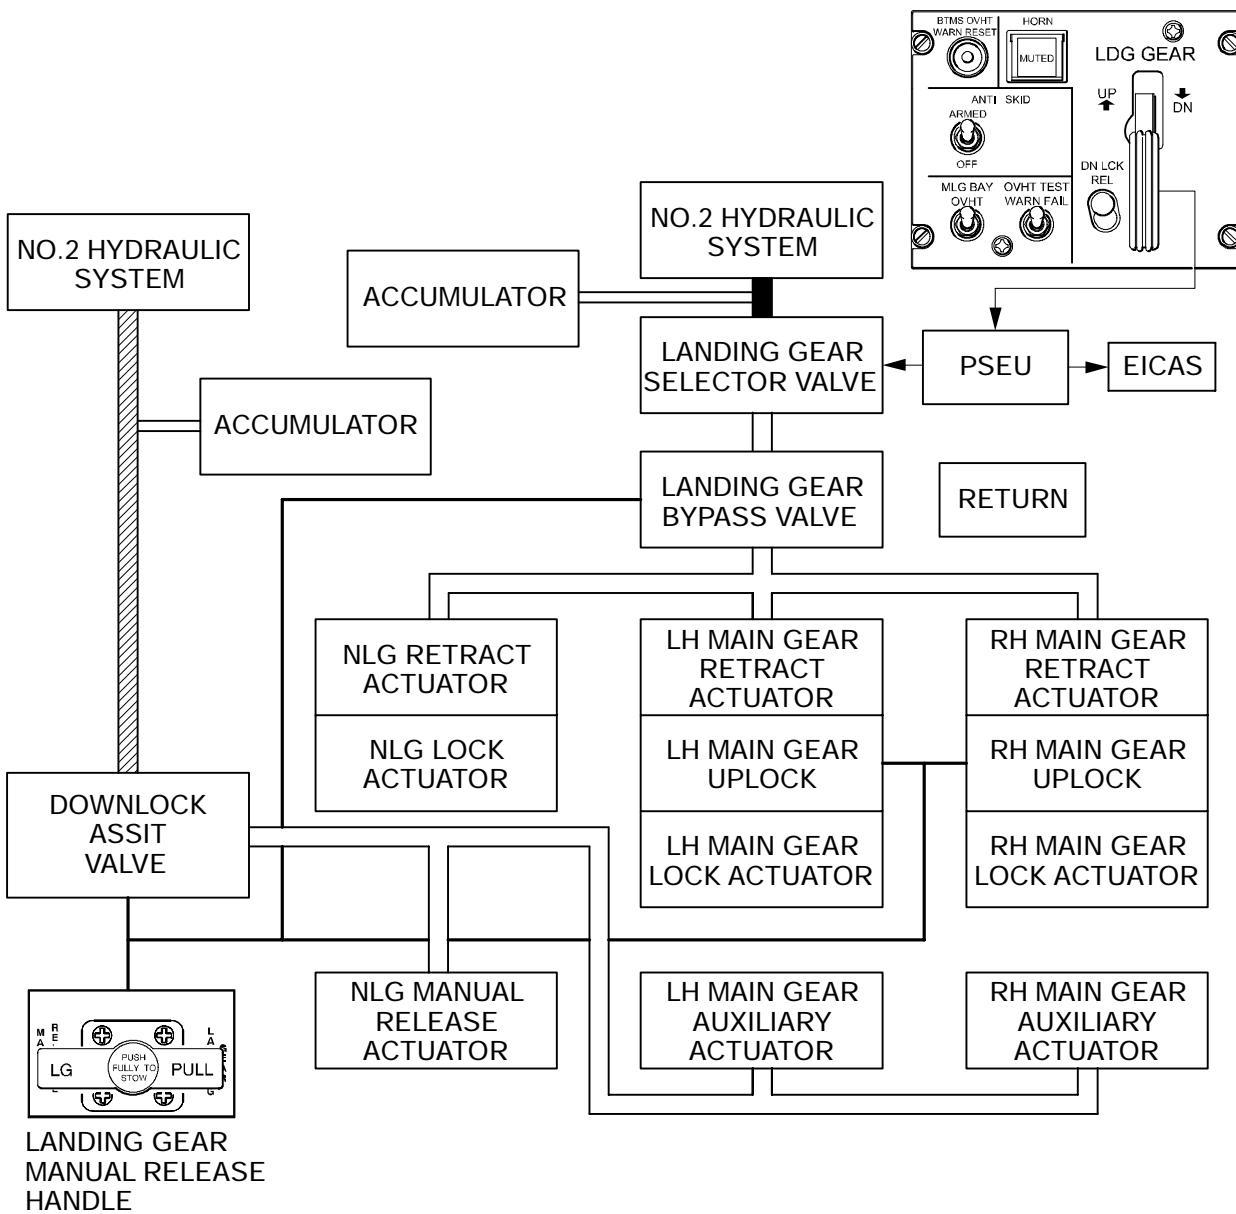 BTMS OVHT
WARN RESET
HORN
MUTED
LDG GEAR
UP
DN
ANTI SKID
ARMED
OFF
DN LCK
REL
MLG BAY
OVHT
OVHT TEST
WARN FAIL
NO.2 HYDRAULIC
SYSTEM
NO.2 HYDRAULIC
SYSTEM
ACCUMULATOR
LANDING GEAR
SELECTOR VALVE
PSEU
EICAS
ACCUMULATOR
LANDING GEAR
BYPASS VALVE
RETURN
NLG RETRACT
ACTUATOR
LH MAIN GEAR
RETRACT
ACTUATOR
RH MAIN GEAR
RETRACT
ACTUATOR
NLG LOCK
ACTUATOR
LH MAIN GEAR
UPLOCK
RH MAIN GEAR
UPLOCK
DOWNLOCK
ASSIT
VALVE
LH MAIN GEAR
LOCK ACTUATOR
RH MAIN GEAR
LOCK ACTUATOR
NLG MANUAL
RELEASE
ACTUATOR
LH MAIN GEAR
AUXILIARY
ACTUATOR
RH MAIN GEAR
AUXILIARY
ACTUATOR
LG
PUSH
FULLY TO
STOW
PULL
LANDING GEAR
MANUAL RELEASE
HANDLE